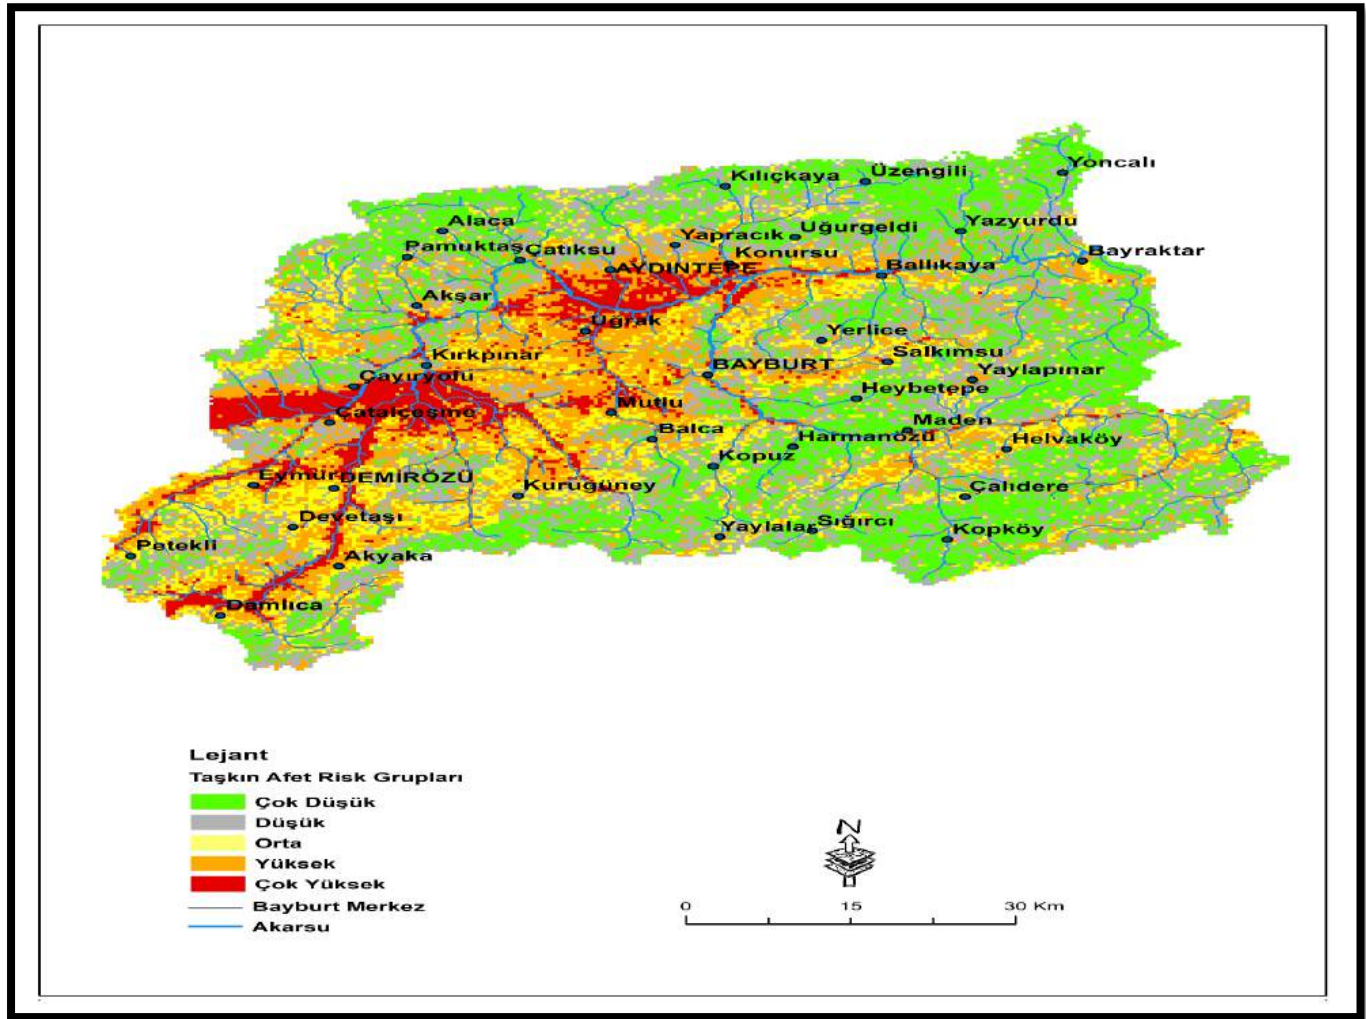 Yoncalı
Kılıçkaya
Üzengili
Alaca
Yapracık
Uğurgeldi
Yazyurdu
Pamuktaş
Çatıksu
Konursu
Bayraktar
AYDINTEPE
Ballıkaya
Akşar
Uğrak
Yerlice
Kırkpınar
Salkımsu
BAYBURT
Yaylapınar
Çayıryolu
Heybetepe
Çatalçeşme
Mutlu
Balca
Maden
Harmanözü
Helvaköy
Kopuz
Eymür
DEMİRÖZÜ
Kurugüney
Çalıdere
Devetaşı
Yaylalar
Sığırcı
Kopköy
Petekli
Akyaka
Damlıca
Lejant
Taşkın Afet Risk Grupları
Çok Düşük
Düşük
Orta
Yüksek
Çok Yüksek
Bayburt Merkez
Akarsu
N
0 15 30 Km